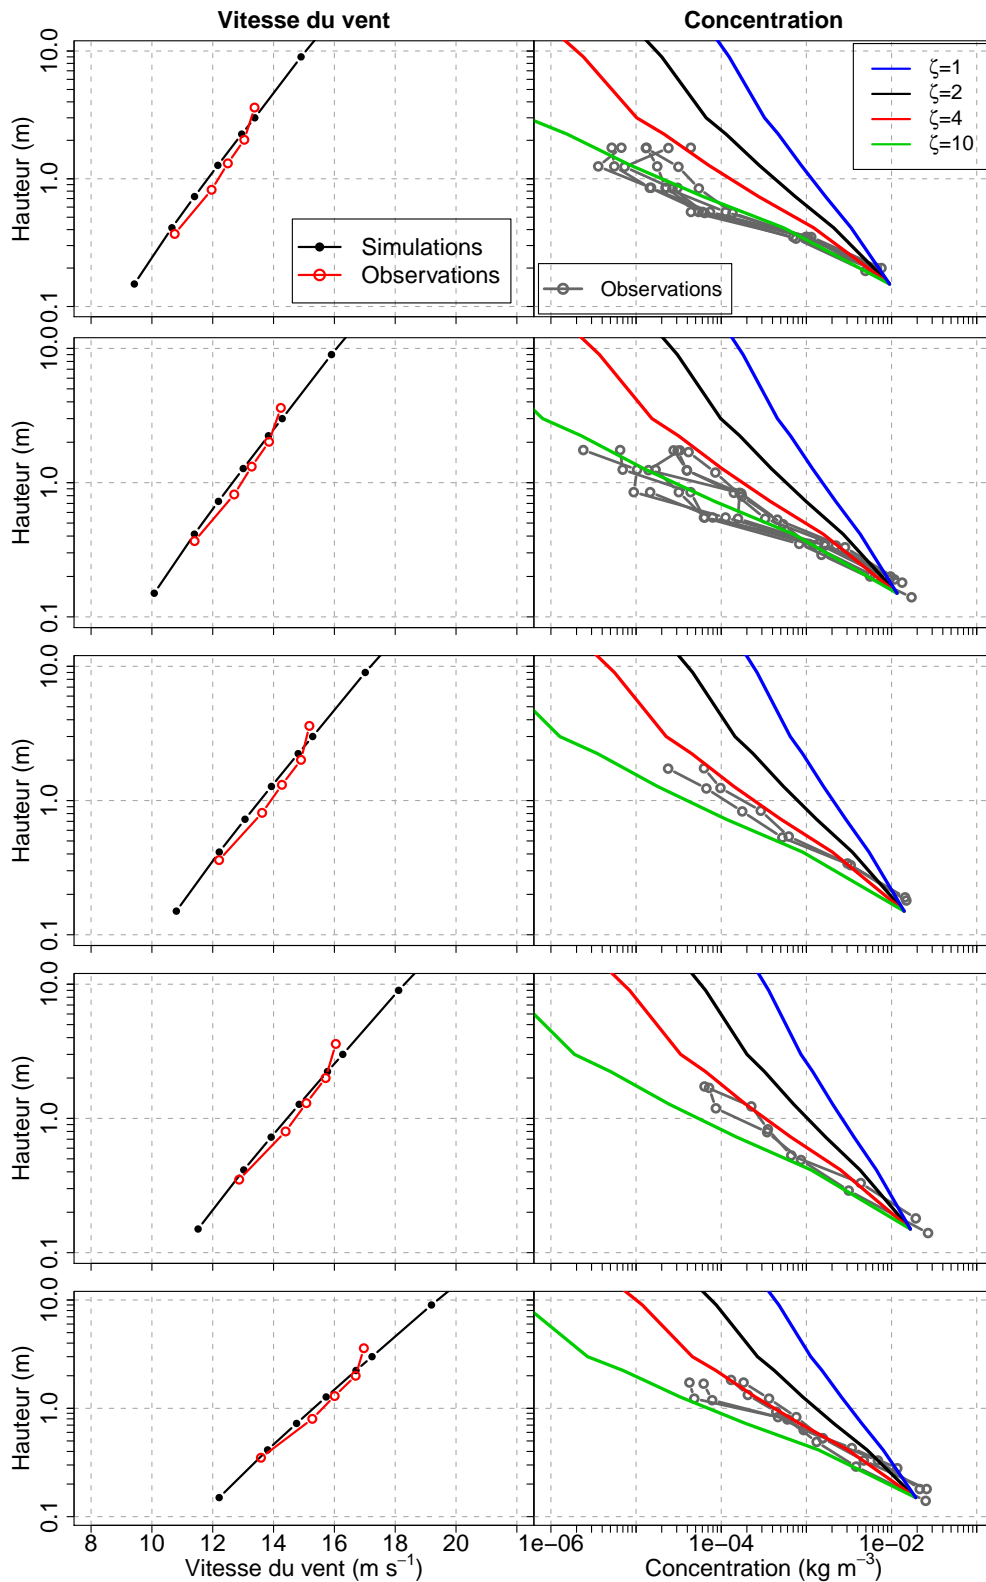 Vitesse du vent
Concentration
Hauteur (m)
10.0
1.0
0.1
Simulations
Observations
Observations
ζ=1
ζ=2
ζ=4
ζ=10
Hauteur (m)
10.0
1.0
0.1
Hauteur (m)
10.0
1.0
0.1
Hauteur (m)
10.0
1.0
0.1
Hauteur (m)
10.0
1.0
0.1
8 10 12 14 16 18 20
1e−06 1e−04 1e−02
Vitesse du vent (m s−1)
Concentration (kg m−3)